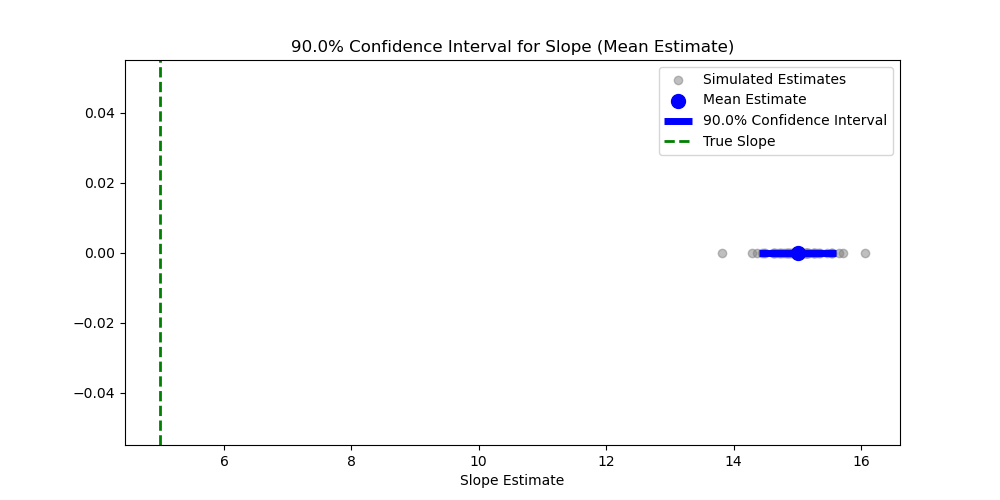 90.0% Confidence Interval for Slope (Mean Estimate)
Simulated Estimates
Mean Estimate
90.0% Confidence Interval
True Slope
0.04
0.02
0.00
−0.02
−0.04
6 8 10 12 14 16
Slope Estimate